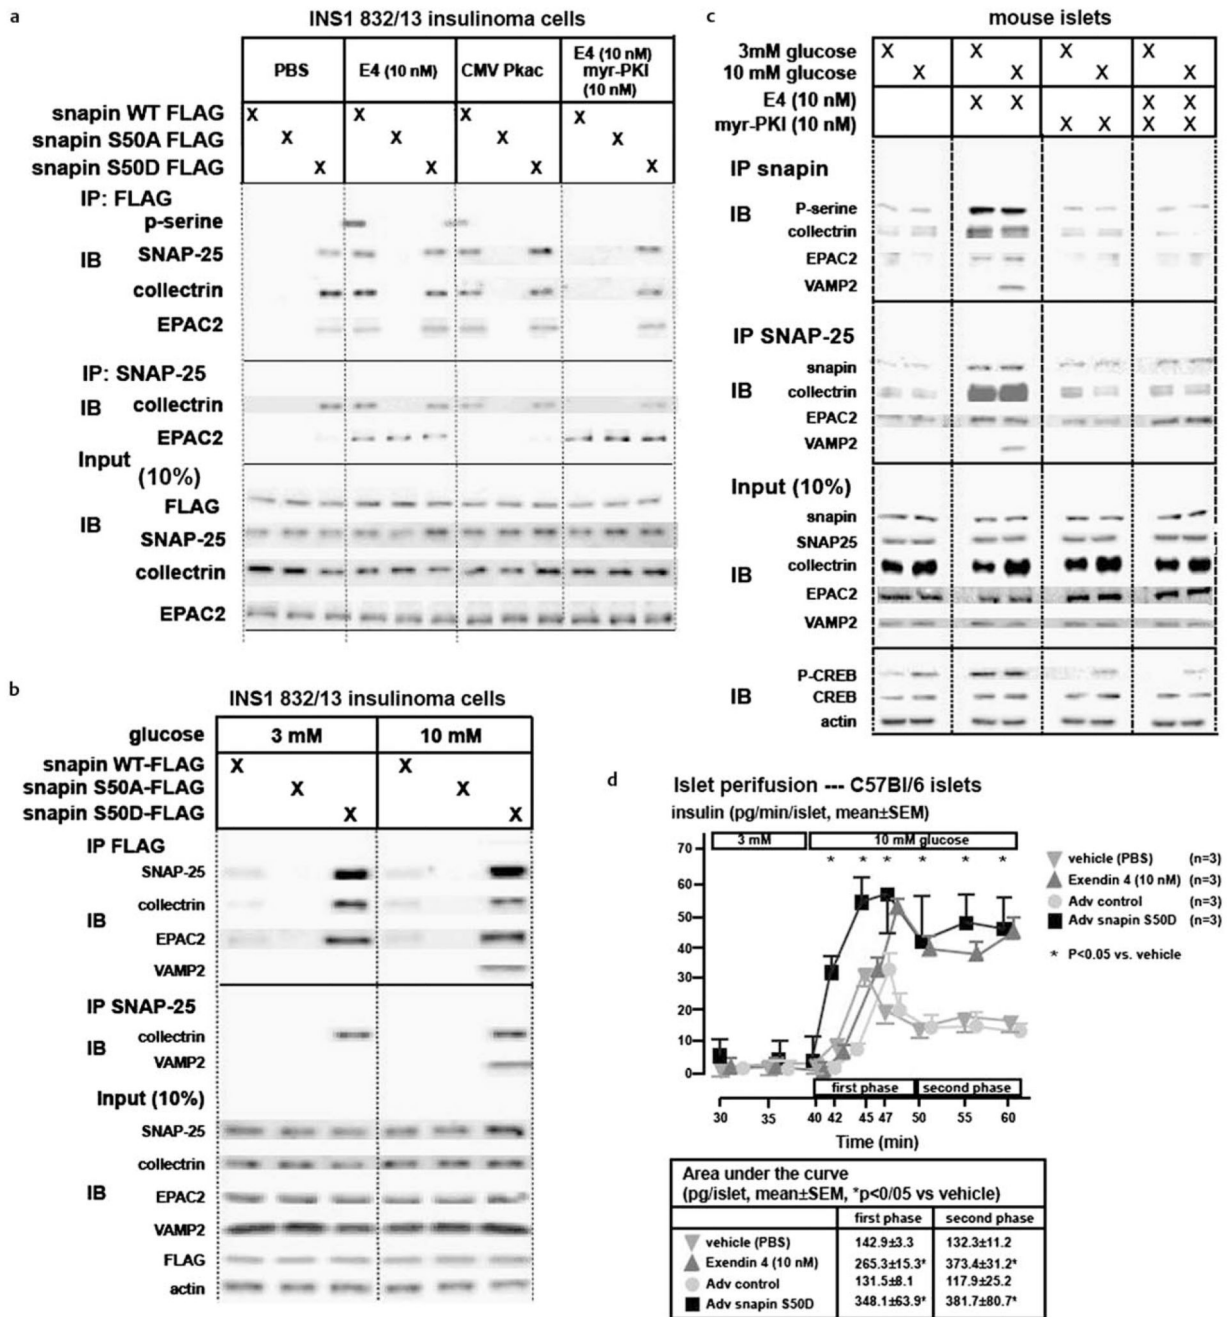 a
INS1 832/13 insulinoma cells
PBS
E4 (10 nM)
CMV Pkac
E4 (10 nM)
myr-PKI
(10 nM)
snapin WT FLAG X X X X
snapin S50A FLAG X X X X
snapin S50D FLAG X X X X
IP: FLAG
p-serine
IB
SNAP-25
collectrin
EPAC2
IP: SNAP-25
IB
collectrin
EPAC2
Input
(10%)
IB
FLAG
SNAP-25
collectrin
EPAC2
b
INS1 832/13 insulinoma cells
glucose 3 mM 10 mM
snapin WT-FLAG X X
snapin S50A-FLAG X X
snapin S50D-FLAG X X
IP FLAG
SNAP-25
collectrin
IB
EPAC2
VAMP2
IP SNAP-25
collectrin
IB
VAMP2
Input (10%)
SNAP-25
collectrin
IB
EPAC2
VAMP2
FLAG
actin
c
mouse islets
3mM glucose X X X X
10 mM glucose X X X X
E4 (10 nM) X X X X
myr-PKI (10 nM) X X X X
IP snapin
IB
P-serine
collectrin
EPAC2
VAMP2
IP SNAP-25
snapin
IB
collectrin
EPAC2
VAMP2
Input (10%)
snapin
SNAP25
IB
collectrin
EPAC2
VAMP2
P-CREB
IB
CREB
actin
d
Islet perifusion --- C57Bl/6 islets
insulin (pg/min/islet, mean±SEM)
3 mM 10 mM glucose
* * * * * *
70
60
50
40
30
20
10
0
first phase second phase
30 35 40 42 45 47 50 55 60
Time (min)
vehicle (PBS) (n=3)
Exendin 4 (10 nM) (n=3)
Adv control (n=3)
Adv snapin S50D (n=3)
* P<0.05 vs. vehicle
Area under the curve
(pg/islet, mean±SEM, *p<0/05 vs vehicle)
first phase second phase
vehicle (PBS) 142.9±3.3 132.3±11.2
Exendin 4 (10 nM) 265.3±15.3* 373.4±31.2*
Adv control 131.5±8.1 117.9±25.2
Adv snapin S50D 348.1±63.9* 381.7±80.7*